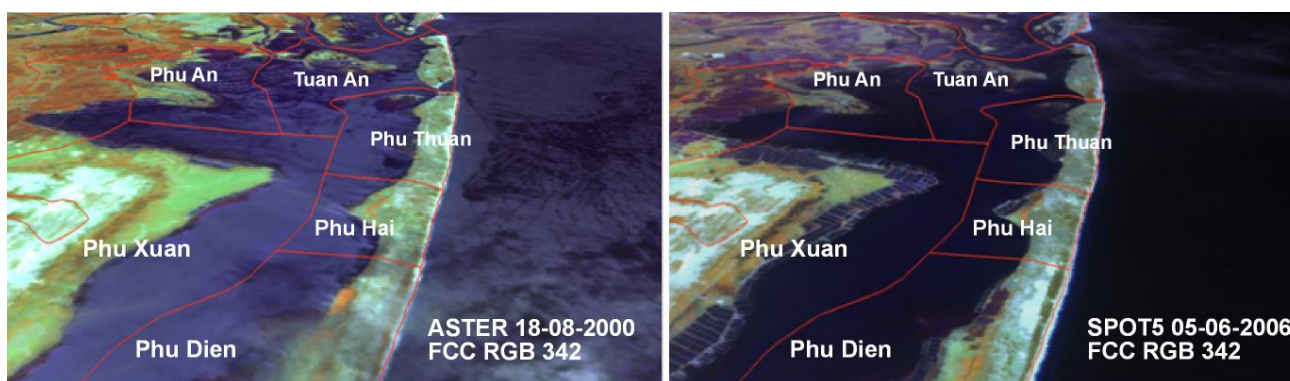 Phu An
Tuan An
Phu Thuan
Phu Hai
Phu Xuan
Phu Dien
ASTER 18-08-2000
FCC RGB 342
Phu An
Tuan An
Phu Thuan
Phu Hai
Phu Xuan
Phu Dien
SPOT5 05-06-2006
FCC RGB 342